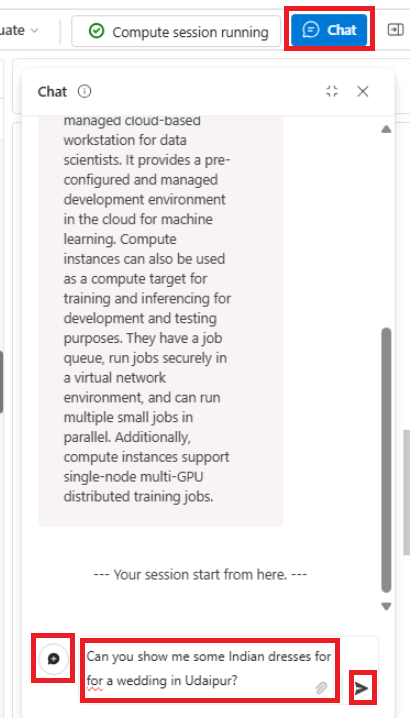 uate
Compute session running
Chat
Chat
managed cloud-based
workstation for data
scientists. It provides a pre-
configured and managed
development environment
in the cloud for machine
learning. Compute
instances can also be used
as a compute target for
training and inferencing for
development and testing
purposes. They have a job
queue, run jobs securely in
a virtual network
environment, and can run
multiple small jobs in
parallel. Additionally,
compute instances support
single-node multi-GPU
distributed training jobs.
--- Your session start from here. ---
Can you show me some Indian dresses for
for a wedding in Udaipur?